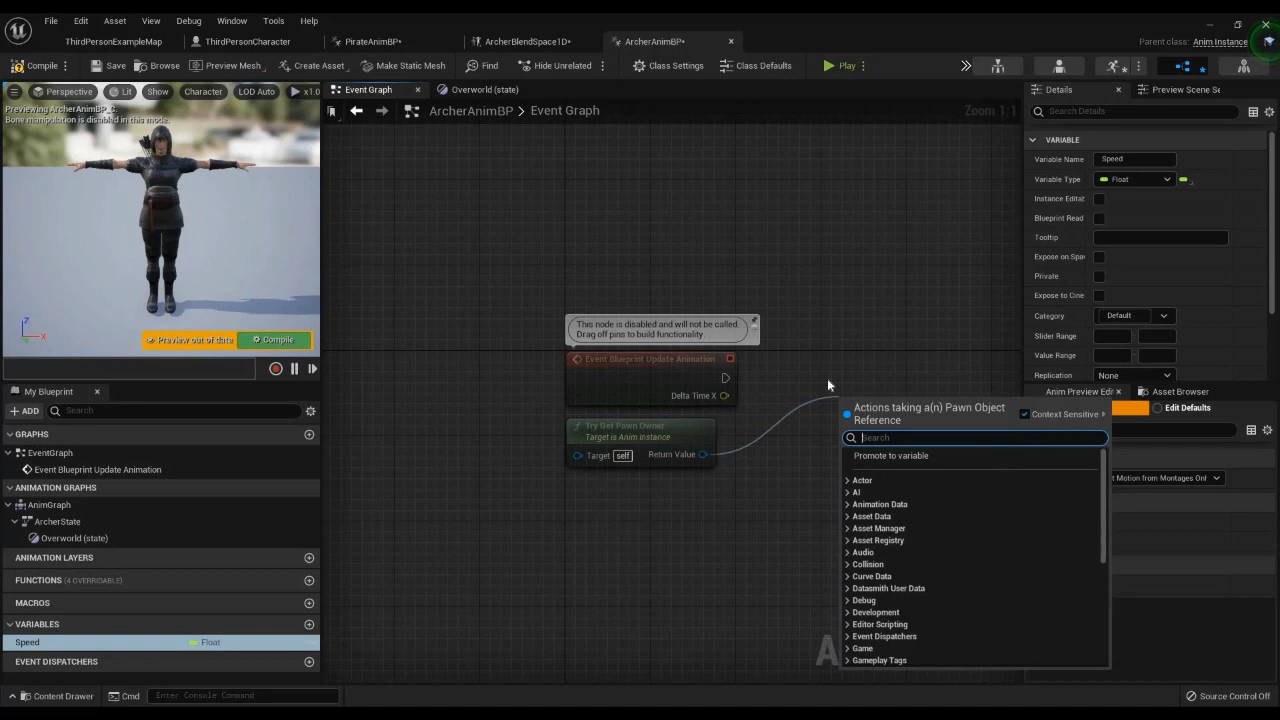 File Edit Asset View Debug Window Tools Help
ThirdPersonExampleMap ThirdPersonCharacter PirateAnimBP* ArcherBlendSpace1D* ArcherAnimBP* Parent class: Anim Instance
Compile Save Browse Preview Mesh Create Asset Make Static Mesh Find Hide Unrelated Class Settings Class Defaults Play
Perspective Lit Show Character LOD Auto x1.0
Previewing ArcherAnimBP_C.
Bone manipulation is disabled in this mode.
Z
X
Preview out of date Compile
Event Graph Overworld (state)
ArcherAnimBP > Event Graph Zoom 1:1
This node is disabled and will not be called.
Drag off pins to build functionality.
Event Blueprint Update Animation
Delta Time X
Try Get Pawn Owner
Target is Anim Instance
Target self Return Value
Actions taking a(n) Pawn Object
Reference
Context Sensitive
Search
Promote to variable
Actor
AI
Animation Data
Asset Data
Asset Manager
Asset Registry
Audio
Collision
Curve Data
Datasmith User Data
Debug
Development
Editor Scripting
Event Dispatchers
Game
Gameplay Tags
My Blueprint
ADD Search
GRAPHS
EventGraph
Event Blueprint Update Animation
ANIMATION GRAPHS
AnimGraph
ArcherState
Overworld (state)
ANIMATION LAYERS
FUNCTIONS (4 OVERRIDABLE)
MACROS
VARIABLES
Speed Float
EVENT DISPATCHERS
Details Preview Scene Se
Search Details
VARIABLE
Variable Name Speed
Variable Type Float
Instance Editat
Blueprint Read
Tooltip
Expose on Spa
Private
Expose to Cine
Category Default
Slider Range
Value Range
Replication None
Anim Preview Edit Asset Browser
Edit Defaults
t Motion from Montages Onl
Content Drawer Cmd Enter Console Command Source Control Off